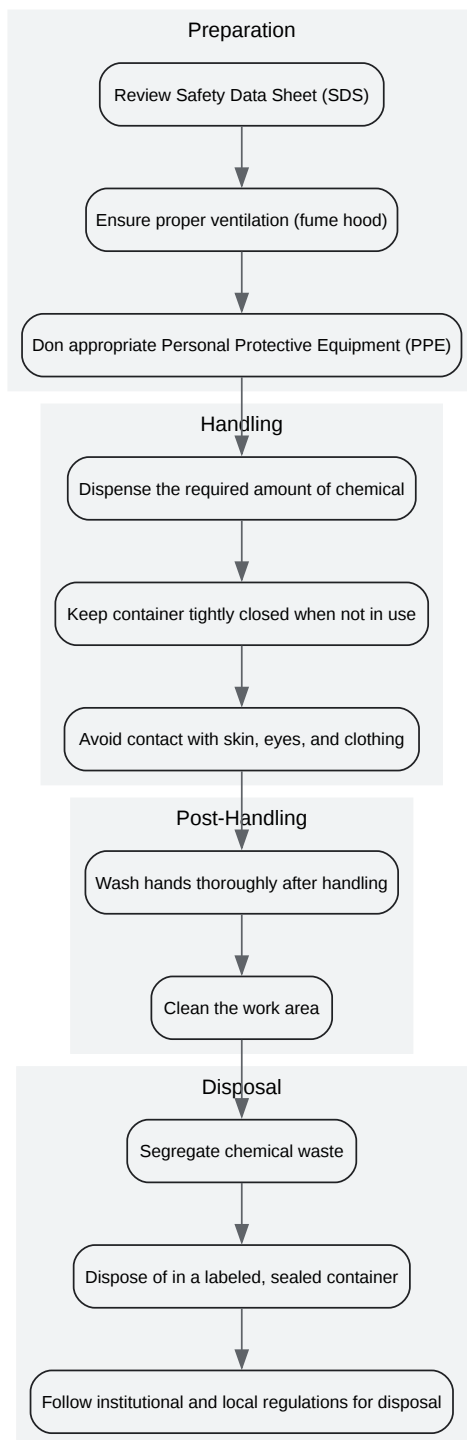 Preparation
Review Safety Data Sheet (SDS)
Ensure proper ventilation (fume hood)
Don appropriate Personal Protective Equipment (PPE)
Handling
Dispense the required amount of chemical
Keep container tightly closed when not in use
Avoid contact with skin, eyes, and clothing
Post-Handling
Wash hands thoroughly after handling
Clean the work area
Disposal
Segregate chemical waste
Dispose of in a labeled, sealed container
Follow institutional and local regulations for disposal